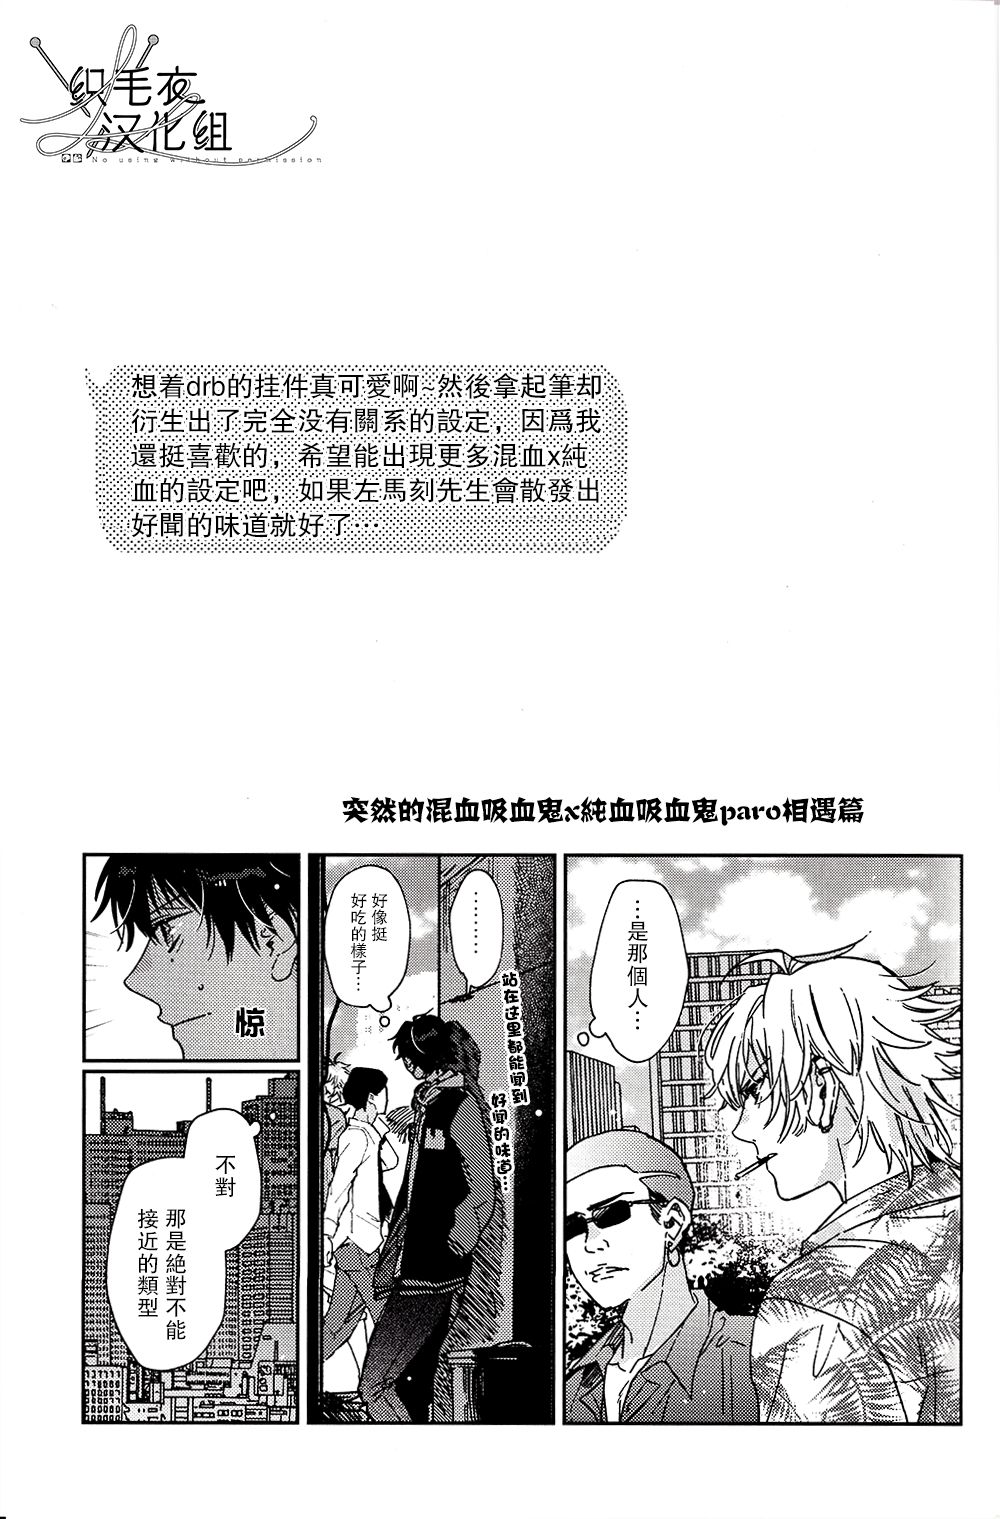 织毛衣
汉化组
No using without permission
想着drb的挂件真可愛啊~然後拿起筆却
衍生出了完全没有關系的設定，因爲我
還挺喜歡的，希望能出現更多混血x純
血的設定吧，如果左馬刻先生會散發出
好聞的味道就好了…
突然的混血吸血鬼x純血吸血鬼paro相遇篇
…是那個人…
………
站在这里都能闻到
好闻的味道…
好像挺
好吃的樣子…
惊
不對
那是絕對不能
接近的類型